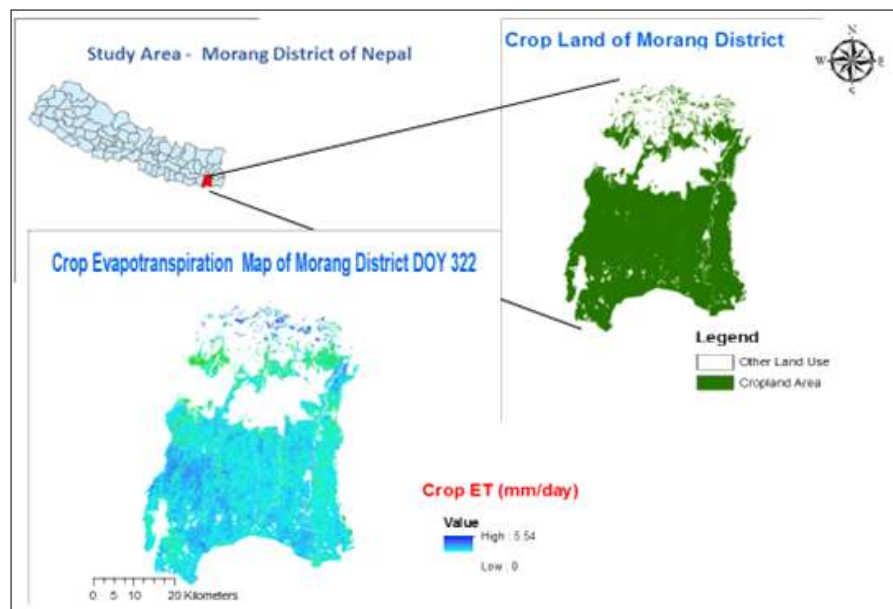 Study Area - Morang District of Nepal
Crop Land of Morang District
N
W
E
S
Crop Evapotranspiration Map of Morang District DOY 322
Legend
Other Land Use
Cropland Area
Crop ET (mm/day)
Value
High : 5.54
Low : 0
0 5 10 20 Kilometers